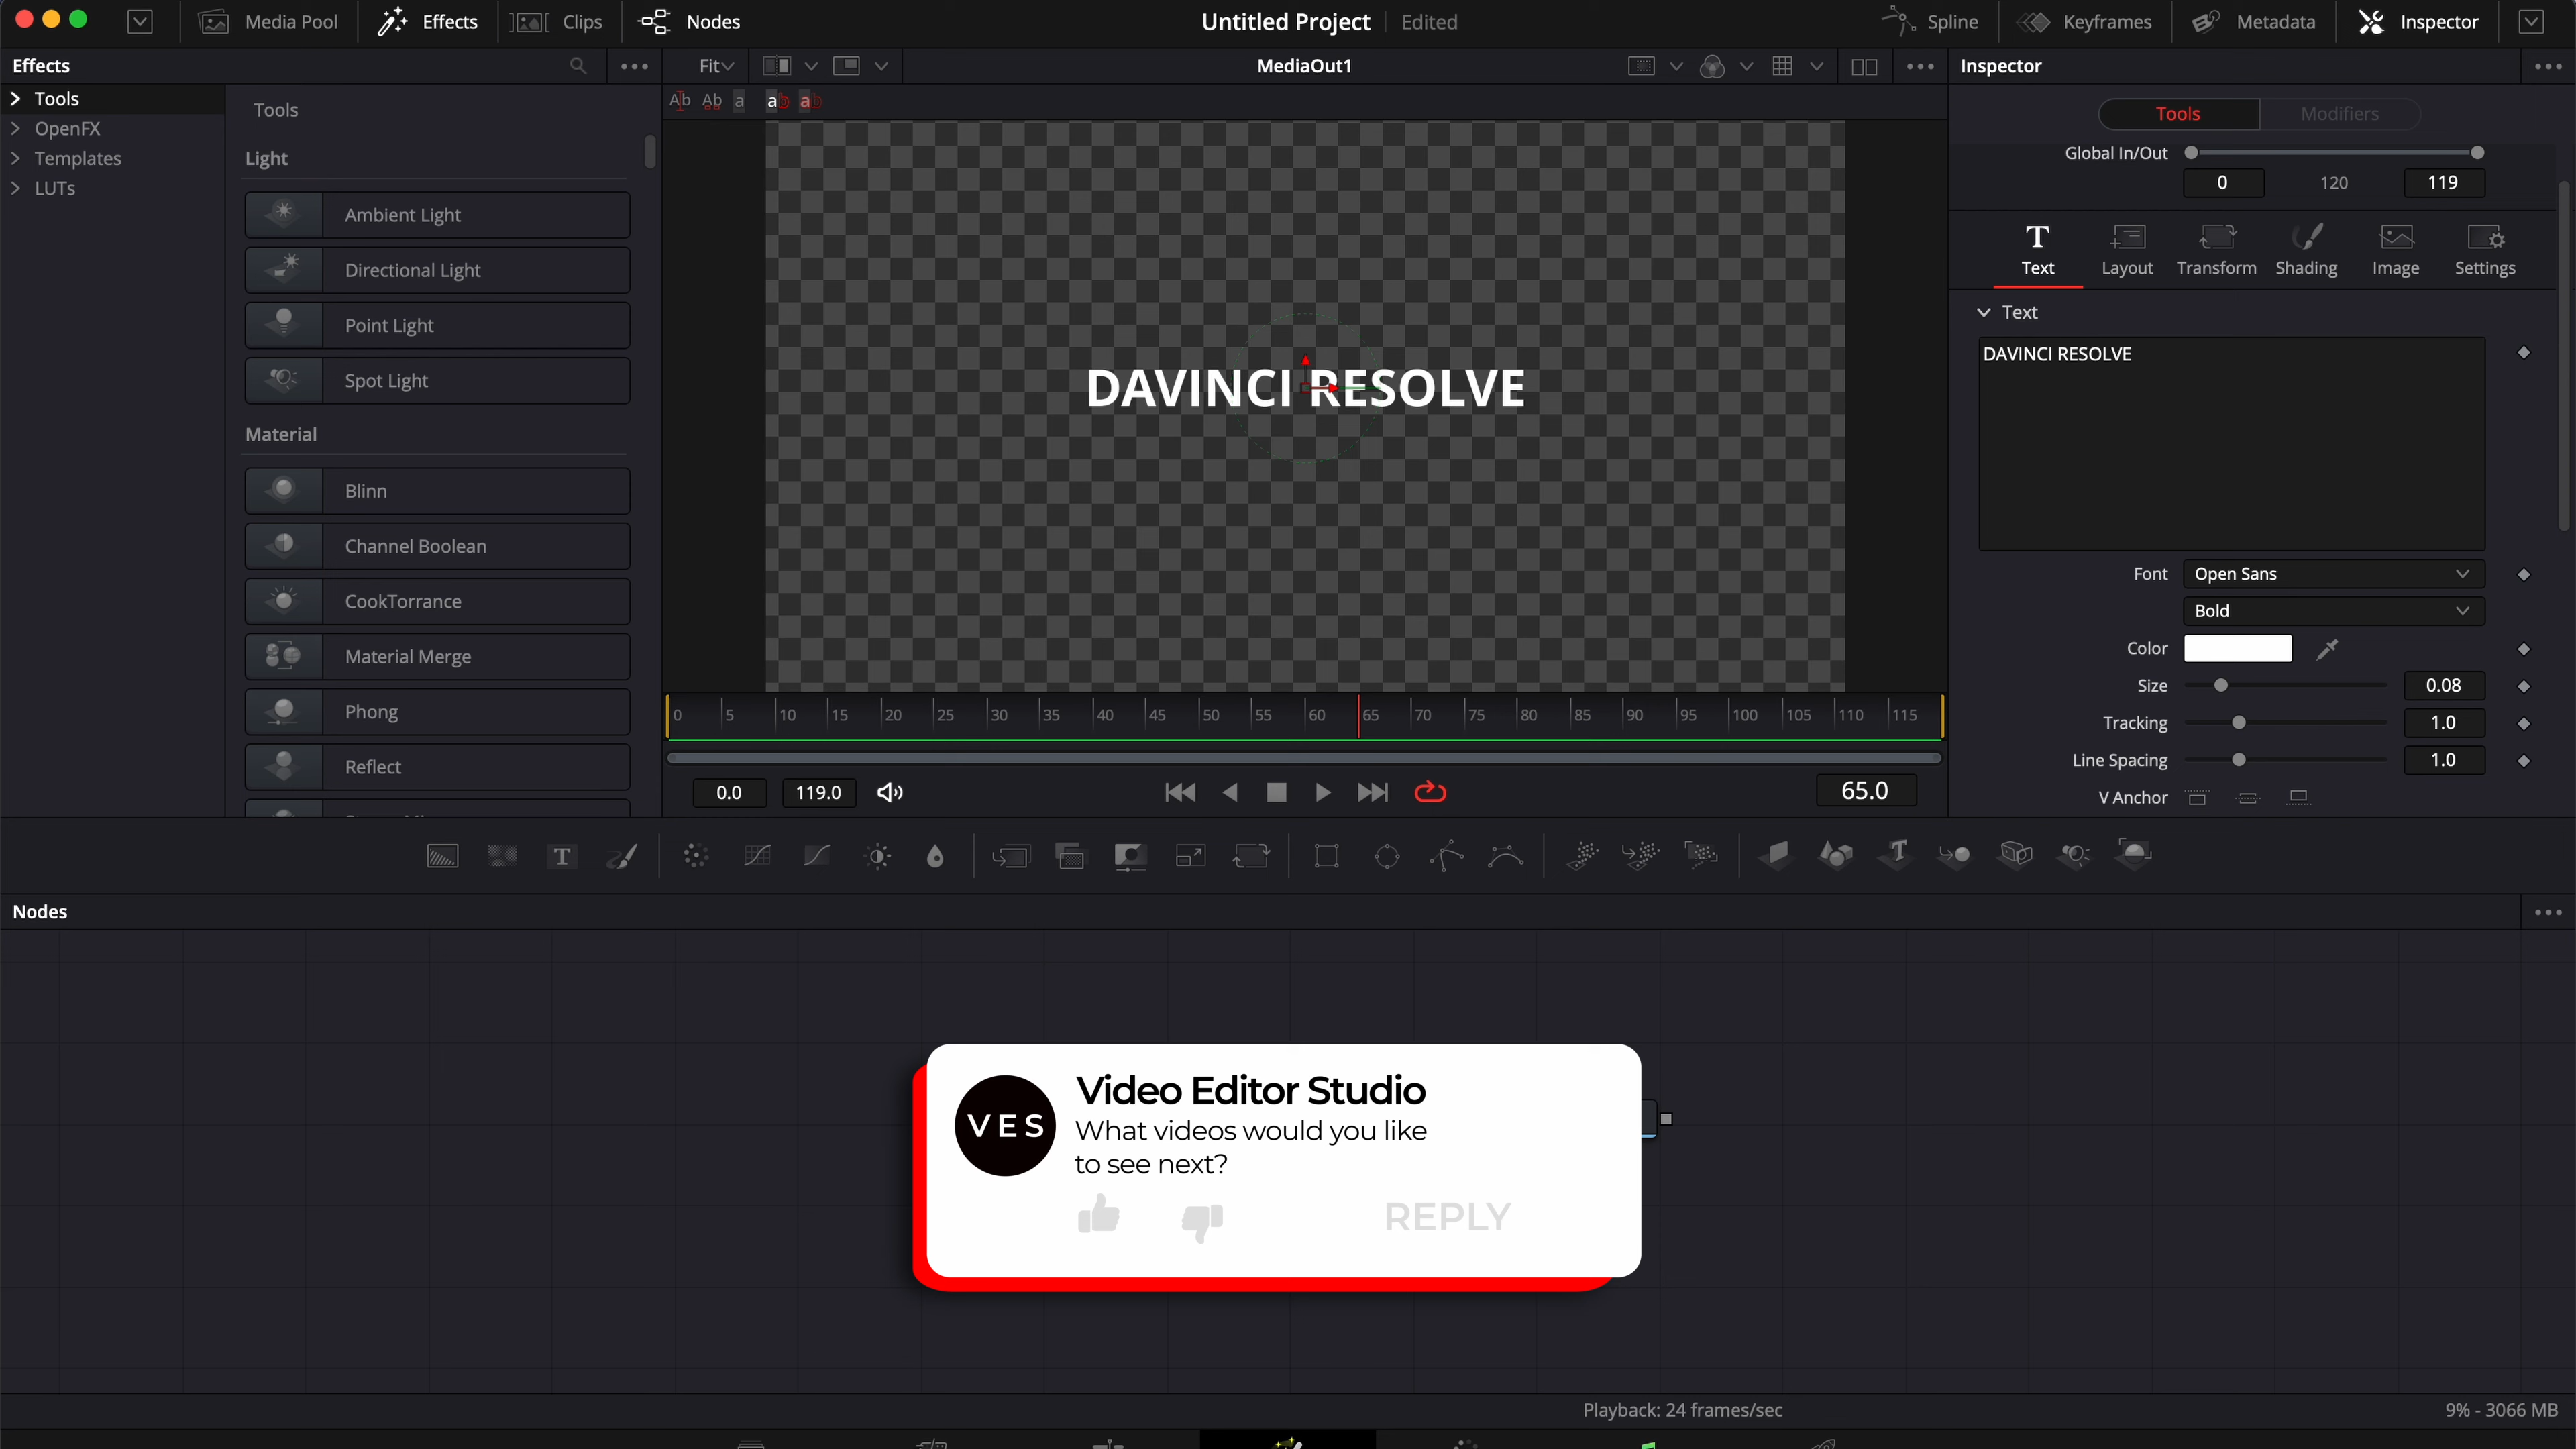 Media Pool Effects Clips Nodes Untitled Project Edited Spline Keyframes Metadata Inspector
Effects Fit MediaOut1 Inspector
Tools
OpenFX
Templates
LUTs
Tools
Light
Ambient Light
Directional Light
Point Light
Spot Light
Material
Blinn
Channel Boolean
CookTorrance
Material Merge
Phong
Reflect
Ab Ab a ab ab
DAVINCI RESOLVE
0 5 10 15 20 25 30 35 40 45 50 55 60 65 70 75 80 85 90 95 100 105 110 115
0.0 119.0 65.0
Tools Modifiers
Global In/Out
0 120 119
T
Text Layout Transform Shading Image Settings
Text
DAVINCI RESOLVE
Font Open Sans
Bold
Color
Size 0.08
Tracking 1.0
Line Spacing 1.0
V Anchor
T T
Nodes
VES
Video Editor Studio
What videos would you like
to see next?
REPLY
Playback: 24 frames/sec 9% - 3066 MB